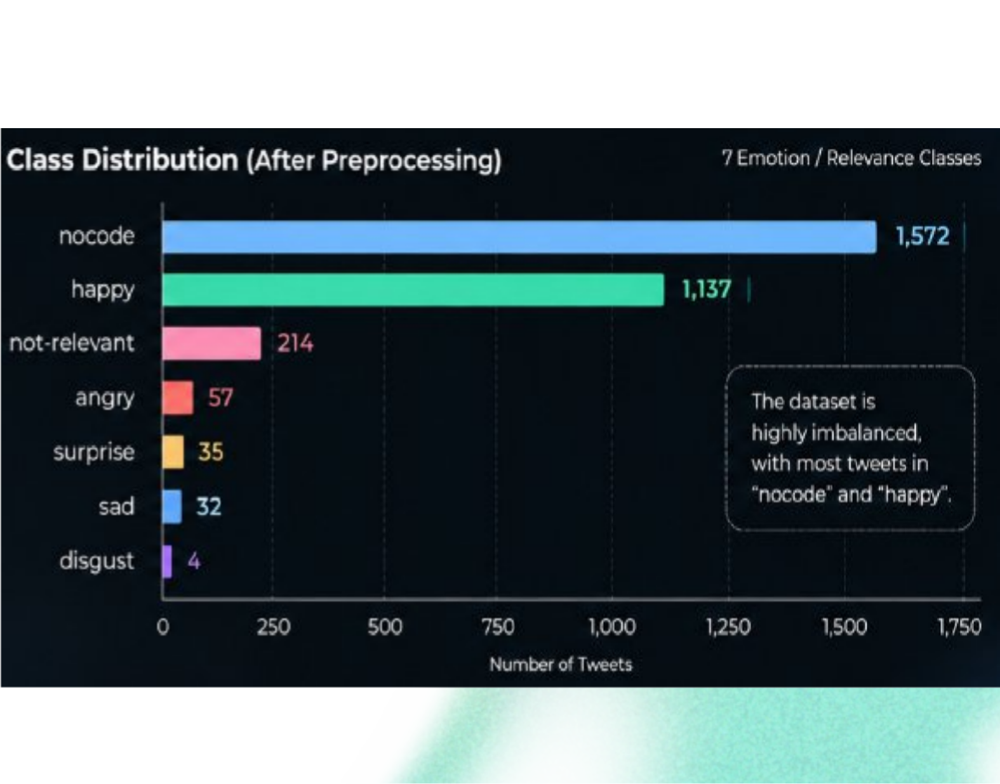 Class Distribution (After Preprocessing)
7 Emotion / Relevance Classes
nocode
1,572
happy
1,137
not-relevant
214
angry
57
surprise
35
sad
32
disgust
4
The dataset is
highly imbalanced,
with most tweets in
“nocode” and “happy”.
0 250 500 750 1,000 1,250 1,500 1,750
Number of Tweets